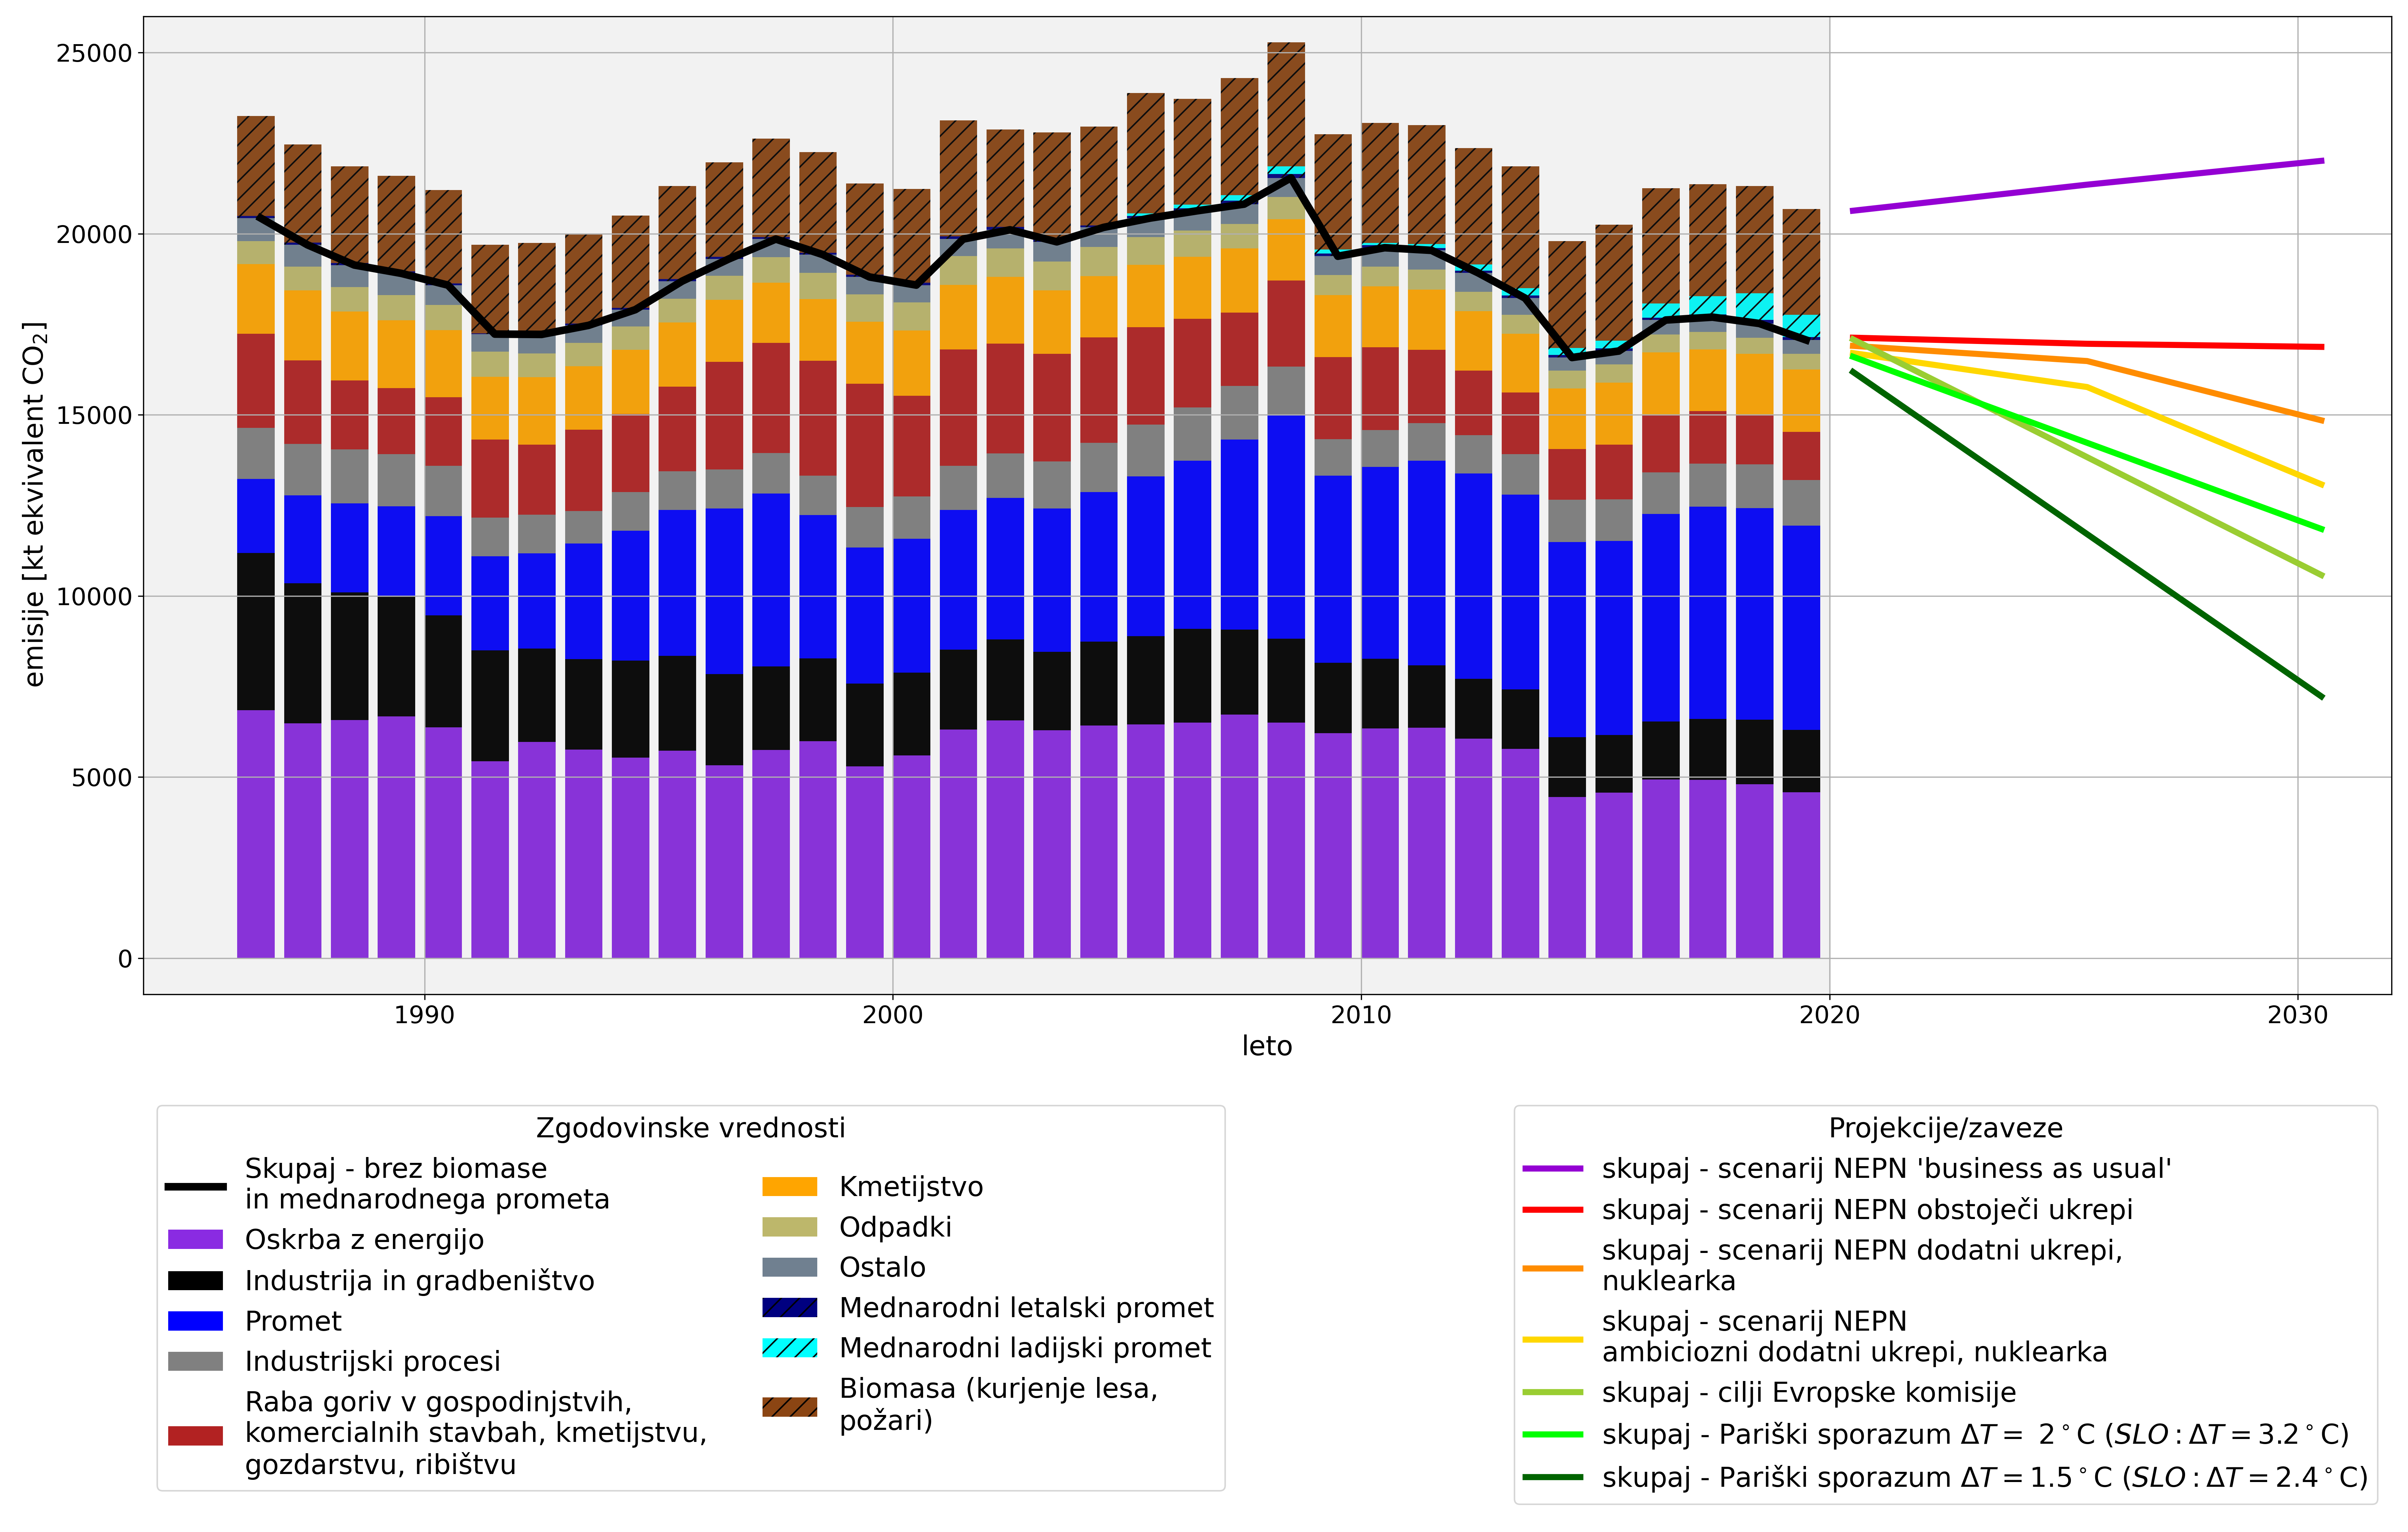 emisije [kt ekvivalent CO₂]
25000
20000
15000
10000
5000
0
1990
2000
2010
2020
2030
leto
Zgodovinske vrednosti
Skupaj - brez biomase
in mednarodnega prometa
Oskrba z energijo
Industrija in gradbeništvo
Promet
Industrijski procesi
Raba goriv v gospodinjstvih,
komercialnih stavbah, kmetijstvu,
gozdarstvu, ribištvu
Kmetijstvo
Odpadki
Ostalo
Mednarodni letalski promet
Mednarodni ladijski promet
Biomasa (kurjenje lesa,
požari)
Projekcije/zaveze
skupaj - scenarij NEPN 'business as usual'
skupaj - scenarij NEPN obstoječi ukrepi
skupaj - scenarij NEPN dodatni ukrepi,
nuklearka
skupaj - scenarij NEPN
ambiciozni dodatni ukrepi, nuklearka
skupaj - cilji Evropske komisije
skupaj - Pariški sporazum ΔT = 2°C (SLO : ΔT = 3.2°C)
skupaj - Pariški sporazum ΔT = 1.5°C (SLO : ΔT = 2.4°C)